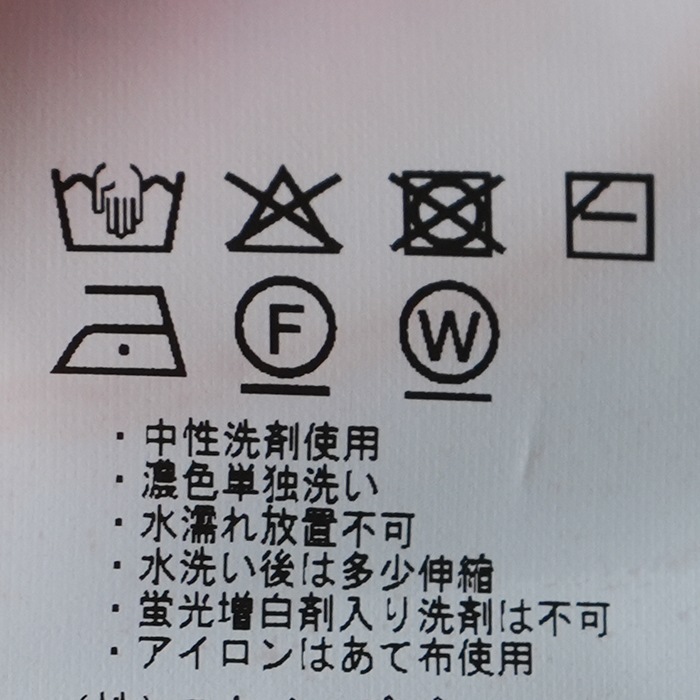 F W
・中性洗剤使用
・濃色単独洗い
・水濡れ放置不可
・水洗い後は多少伸縮
・蛍光増白剤入り洗剤は不可
・アイロンはあて布使用